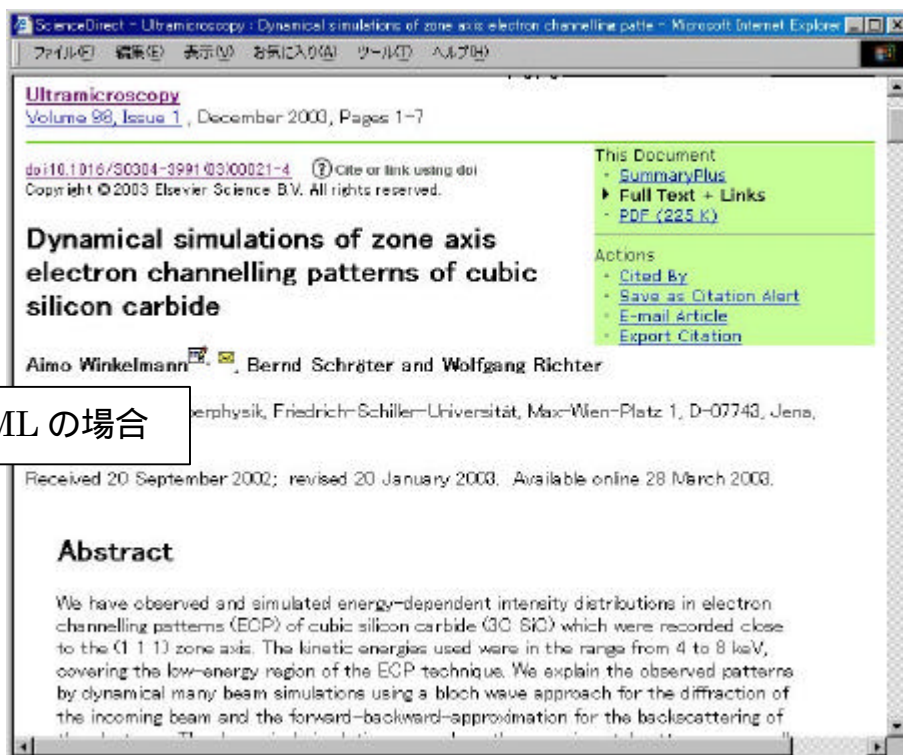 ScienceDirect - Ultramicroscopy : Dynamical simulations of zone axis electron channelling patte - Microsoft Internet Explorer
ファイル(F) 編集(E) 表示(V) お気に入り(A) ツール(T) ヘルプ(H)
Ultramicroscopy
Volume 98, Issue 1 , December 2003, Pages 1-7
doi:10.1016/S0304-3991(03)00021-4 ? Cite or link using doi
Copyright © 2003 Elsevier Science B.V. All rights reserved.
This Document
SummaryPlus
Full Text + Links
PDF (225 K)
Actions
Cited By
Save as Citation Alert
E-mail Article
Export Citation
Dynamical simulations of zone axis
electron channelling patterns of cubic
silicon carbide
Aimo Winkelmann, , Bernd Schröter and Wolfgang Richter
ML の場合
erphysik, Friedrich-Schiller-Universität, Max-Wien-Platz 1, D-07743, Jena,
Received 20 September 2002; revised 20 January 2003. Available online 28 March 2003.
Abstract
We have observed and simulated energy-dependent intensity distributions in electron
channelling patterns (ECP) of cubic silicon carbide (3C SiC) which were recorded close
to the (1 1 1) zone axis. The kinetic energies used were in the range from 4 to 8 keV,
covering the low-energy region of the ECP technique. We explain the observed patterns
by dynamical many beam simulations using a bloch wave approach for the diffraction of
the incoming beam and the forward-backward-approximation for the backscattering of